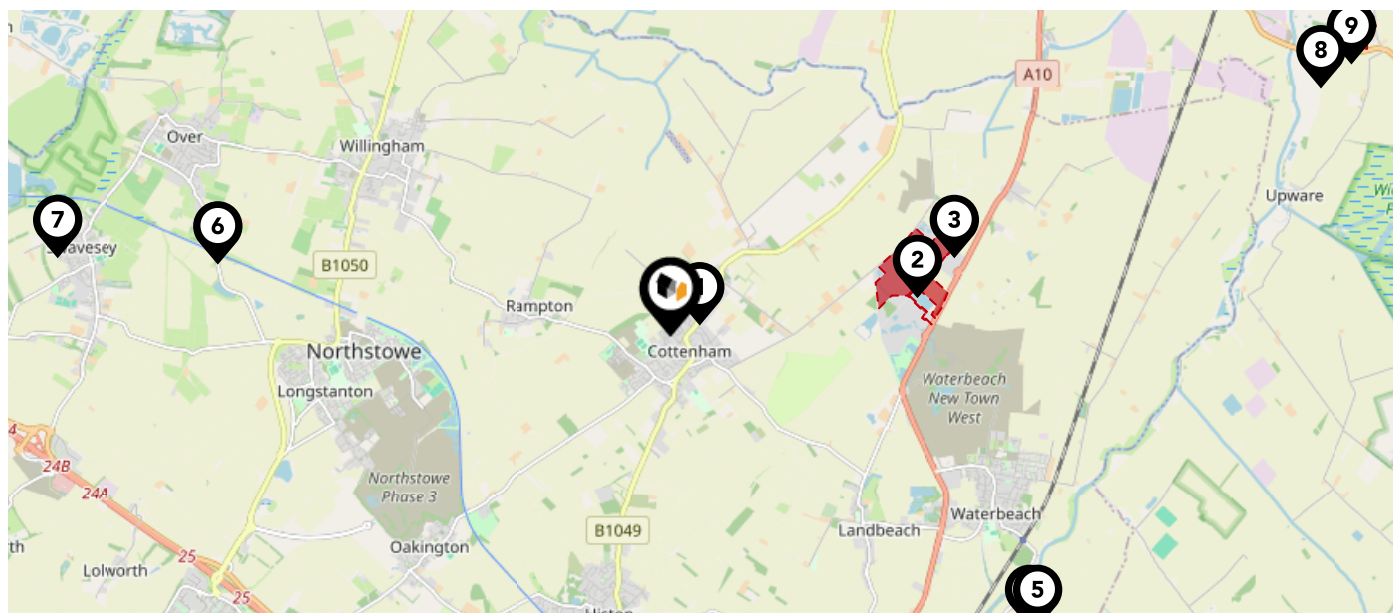 9
8
A10
Over
Willingham
Upware
7
6
3
avesey
2
B1050
Rampton
Cottenham
Northstowe
Longstanton
Waterbeach
New Town
West
24B
24A
Northstowe
Phase 3
Waterbeach
B1049
Landbeach
Oakington
25
Lolworth
5
25